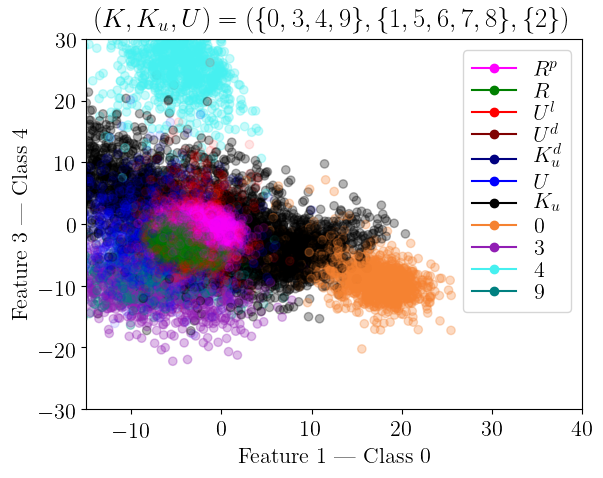 (K, K_u, U) = ({0, 3, 4, 9}, {1, 5, 6, 7, 8}, {2})
30
20
10
0
−10
−20
−30
Feature 3 — Class 4
R^p
R
U^l
U^d
K_u^d
U
K_u
0
3
4
9
−10
0
10
20
30
40
Feature 1 — Class 0